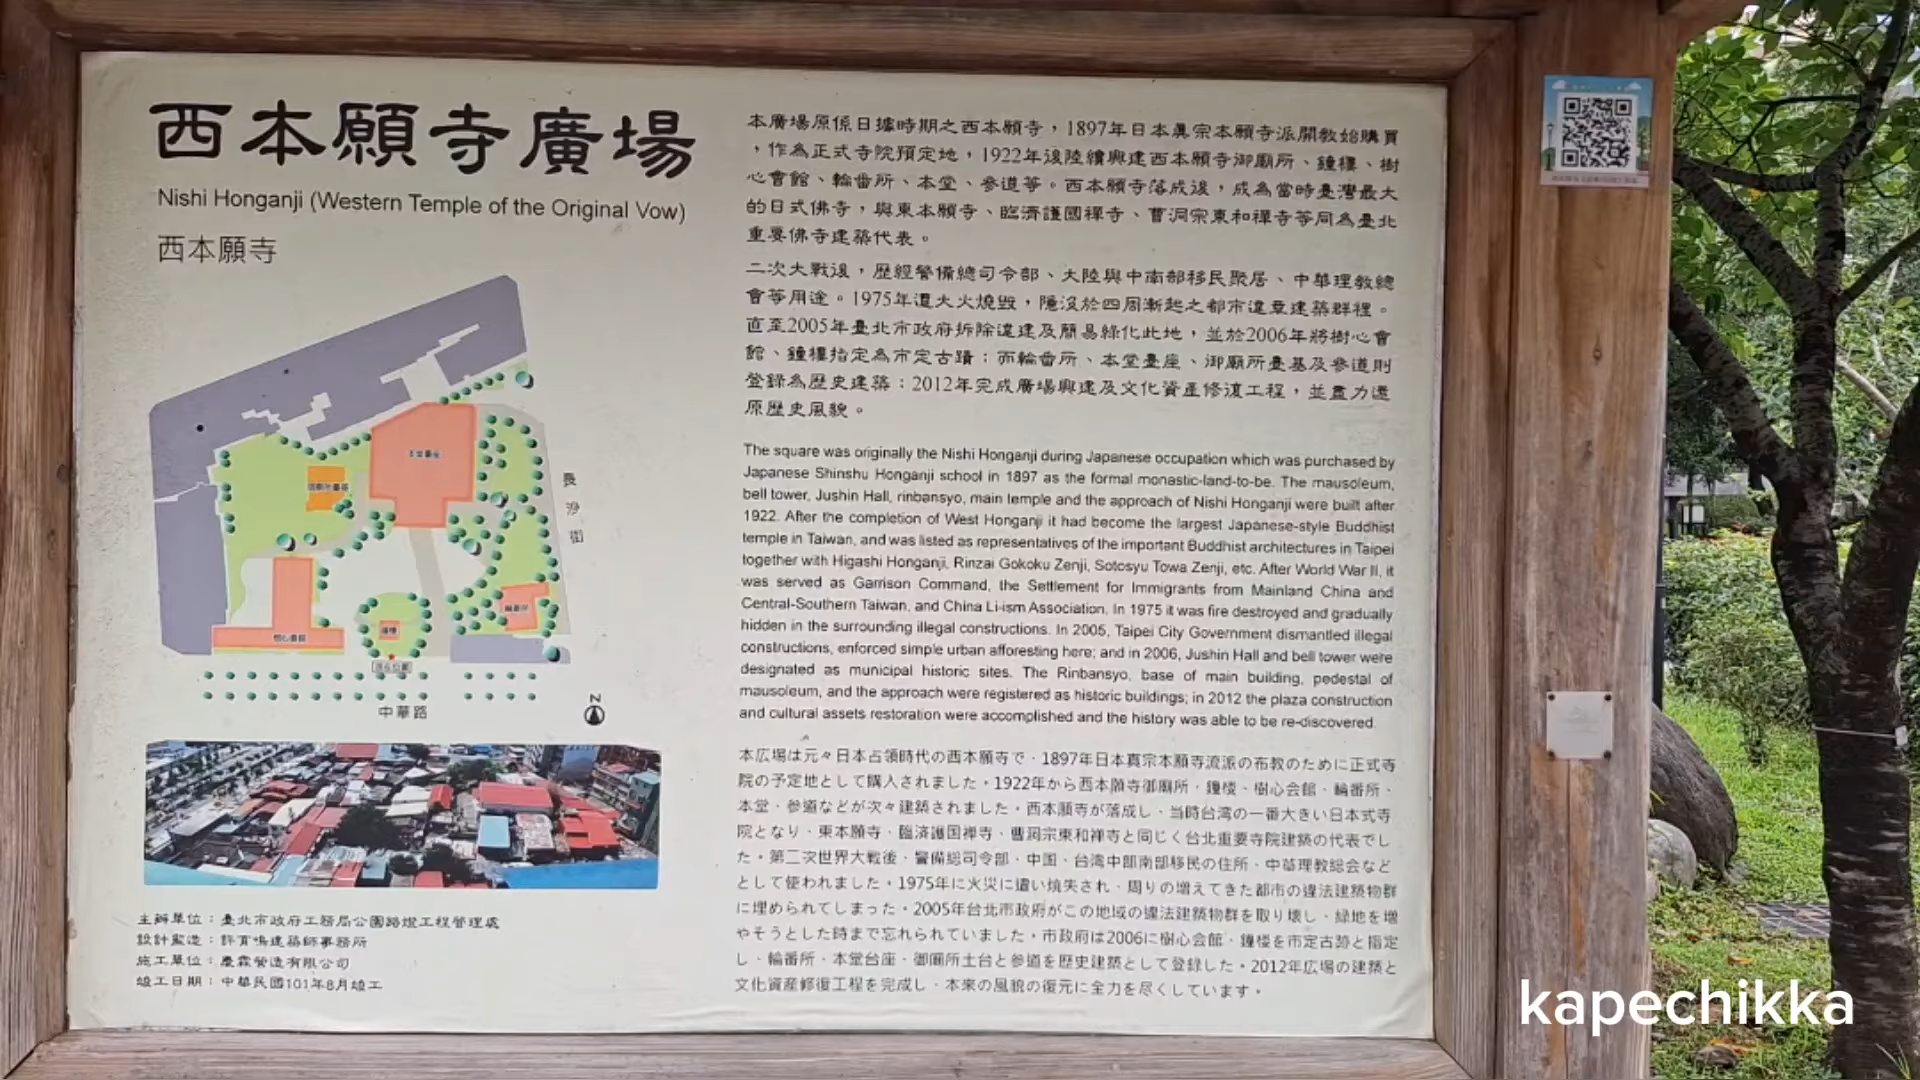 西本願寺廣場
Nishi Honganji (Western Temple of the Original Vow)
西本願寺
本堂臺座
御廟所臺基
樹心會館
鐘樓
輪番所
長沙街
中華路
N
主辦單位：臺北市政府工務局公園路燈工程管理處
設計監造：許育鳴建築師事務所
施工單位：慶霖營造有限公司
竣工日期：中華民國101年8月竣工
本廣場原係日據時期之西本願寺，1897年日本真宗本願寺派開教始購買
，作為正式寺院預定地，1922年後陸續興建西本願寺御廟所、鐘樓、樹
心會館、輪番所、本堂、參道等。西本願寺落成後，成為當時臺灣最大
的日式佛寺，與東本願寺、臨濟護國禪寺、曹洞宗東和禪寺等同為臺北
重要佛寺建築代表。
二次大戰後，歷經警備總司令部、大陸與中南部移民聚居、中華理教總
會等用途。1975年遭大火燒毀，隱沒於四周漸起之都市違章建築群裡。
直至2005年臺北市政府拆除違建及簡易綠化此地，並於2006年將樹心會
館、鐘樓指定為市定古蹟；而輪番所、本堂臺座、御廟所臺基及參道則
登錄為歷史建築；2012年完成廣場興建及文化資產修復工程，並盡力還
原歷史風貌。
The square was originally the Nishi Honganji during Japanese occupation which was purchased by
Japanese Shinshu Honganji school in 1897 as the formal monastic-land-to-be. The mausoleum,
bell tower, Jushin Hall, rinbansyo, main temple and the approach of Nishi Honganji were built after
1922. After the completion of West Honganji it had become the largest Japanese-style Buddhist
temple in Taiwan, and was listed as representatives of the important Buddhist architectures in Taipei
together with Higashi Honganji, Rinzai Gokoku Zenji, Sotosyu Towa Zenji, etc. After World War II, it
was served as Garrison Command, the Settlement for Immigrants from Mainland China and
Central-Southern Taiwan, and China Li-ism Association. In 1975 it was fire destroyed and gradually
hidden in the surrounding illegal constructions. In 2005, Taipei City Government dismantled illegal
constructions, enforced simple urban afforesting here; and in 2006, Jushin Hall and bell tower were
designated as municipal historic sites. The Rinbansyo, base of main building, pedestal of
mausoleum, and the approach were registered as historic buildings; in 2012 the plaza construction
and cultural assets restoration were accomplished and the history was able to be re-discovered.
本広場は元々日本占領時代の西本願寺で．1897年日本真宗本願寺流派の布教のために正式寺
院の予定地として購入されました．1922年から西本願寺御廟所．鐘楼．樹心会館．輪番所．
本堂．参道などが次々建築されました．西本願寺が落成し．当時台湾の一番大きい日本式寺
院となり．東本願寺．臨済護国禅寺．曹洞宗東和禅寺と同じく台北重要寺院建築の代表でし
た．第二次世界大戦後．警備総司令部．中国．台湾中部南部移民の住所．中華理教総会など
として使われました．1975年に火災に遭い焼失され．周りの増えてきた都市の違法建築物群
に埋められてしまった．2005年台北市政府がこの地域の違法建築物群を取り壊し．緑地を増
やそうとした時まで忘れられていました．市政府は2006に樹心会館．鐘楼を市定古跡と指定
し．輪番所．本堂台座．御廟所土台と参道を歴史建築として登録した．2012年広場の建築と
文化資産修復工程を完成し．本来の風貌の復元に全力を尽くしています．
kapechikka